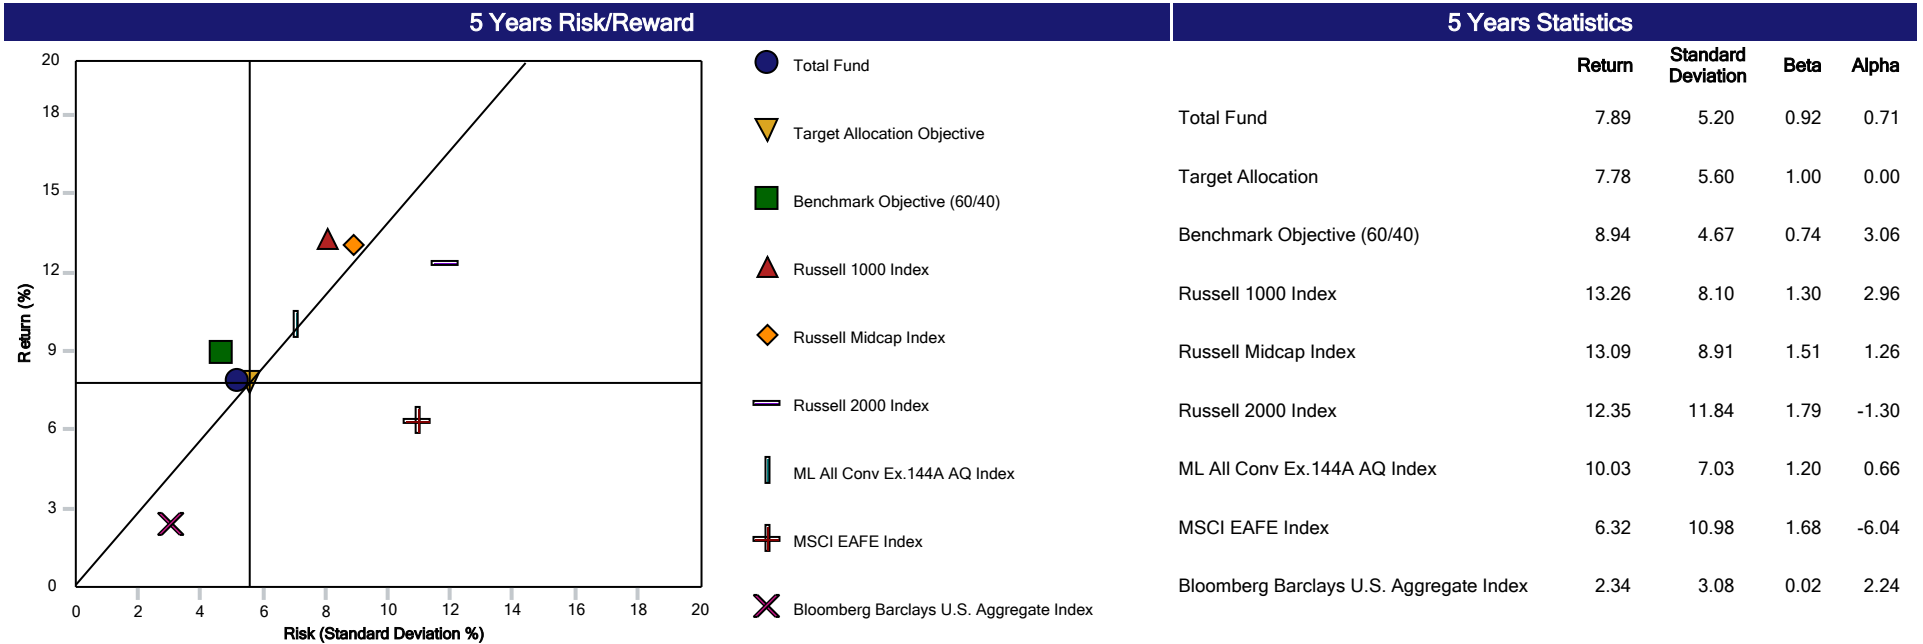 5 Years Risk/Reward
5 Years Statistics
20
18
15
12
9
6
3
0
Return (%)
0 2 4 6 8 10 12 14 16 18 20
Risk (Standard Deviation %)
Total Fund
Target Allocation Objective
Benchmark Objective (60/40)
Russell 1000 Index
Russell Midcap Index
Russell 2000 Index
ML All Conv Ex.144A AQ Index
MSCI EAFE Index
Bloomberg Barclays U.S. Aggregate Index
Return Standard Deviation Beta Alpha
Total Fund 7.89 5.20 0.92 0.71
Target Allocation 7.78 5.60 1.00 0.00
Benchmark Objective (60/40) 8.94 4.67 0.74 3.06
Russell 1000 Index 13.26 8.10 1.30 2.96
Russell Midcap Index 13.09 8.91 1.51 1.26
Russell 2000 Index 12.35 11.84 1.79 -1.30
ML All Conv Ex.144A AQ Index 10.03 7.03 1.20 0.66
MSCI EAFE Index 6.32 10.98 1.68 -6.04
Bloomberg Barclays U.S. Aggregate Index 2.34 3.08 0.02 2.24